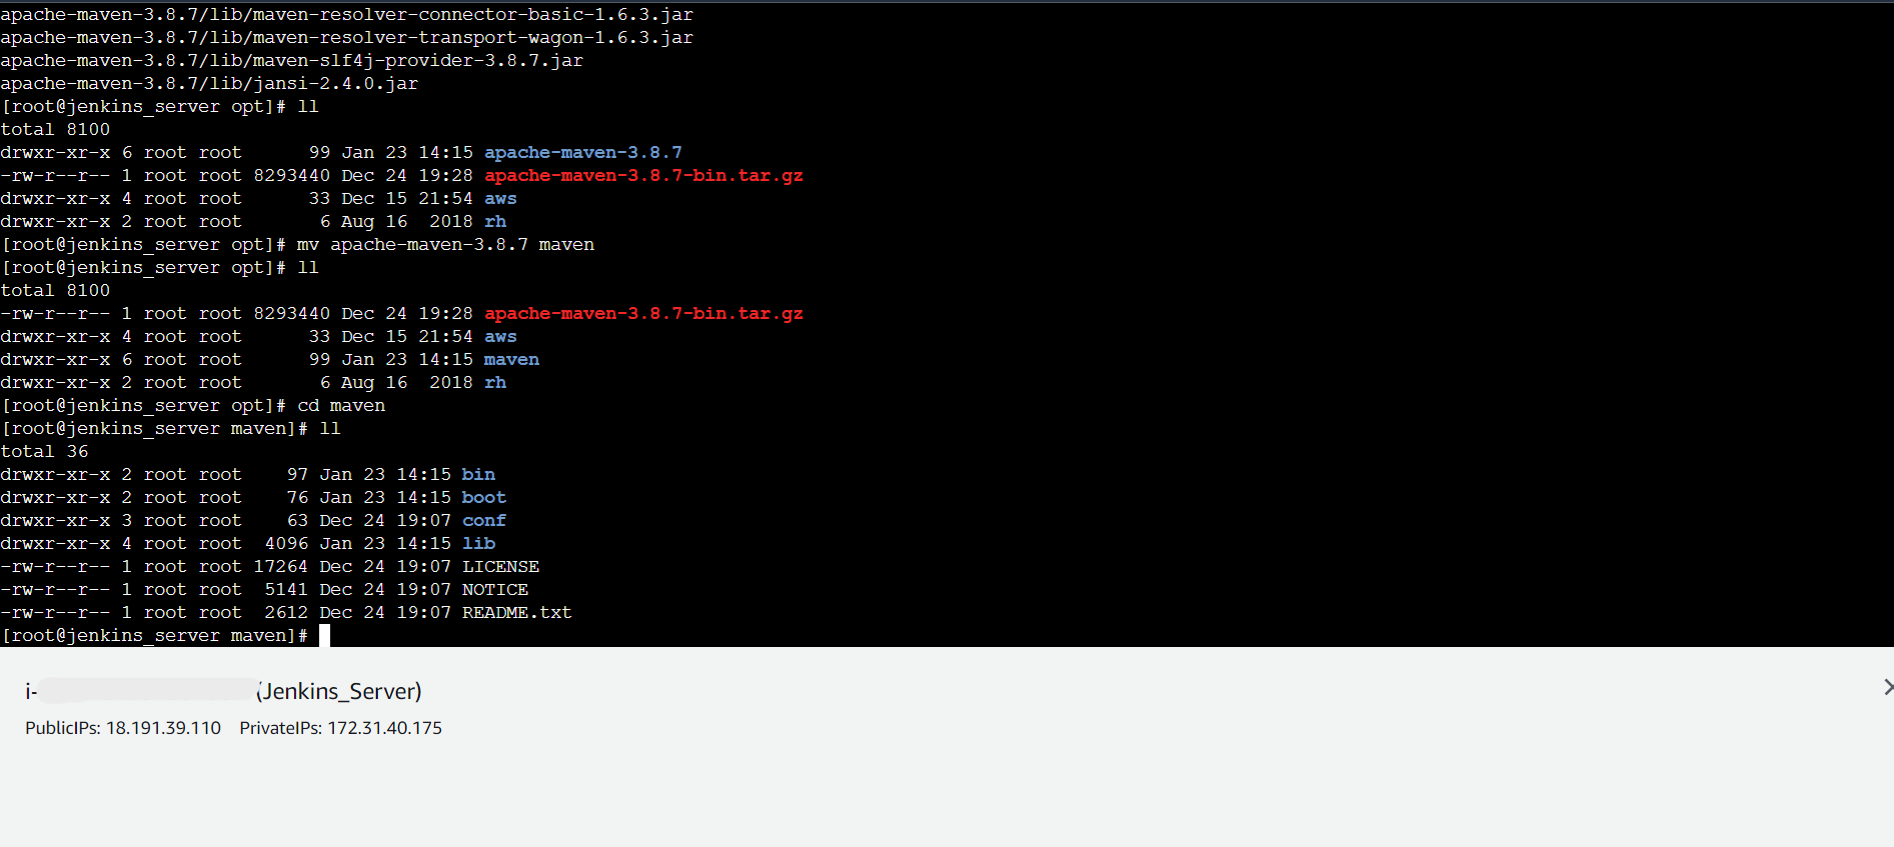 apache-maven-3.8.7/lib/maven-resolver-connector-basic-1.6.3.jar
apache-maven-3.8.7/lib/maven-resolver-transport-wagon-1.6.3.jar
apache-maven-3.8.7/lib/maven-slf4j-provider-3.8.7.jar
apache-maven-3.8.7/lib/jansi-2.4.0.jar
[root@jenkins_server opt]# ll
total 8100
drwxr-xr-x 6 root root      99 Jan 23 14:15 apache-maven-3.8.7
-rw-r--r-- 1 root root 8293440 Dec 24 19:28 apache-maven-3.8.7-bin.tar.gz
drwxr-xr-x 4 root root      33 Dec 15 21:54 aws
drwxr-xr-x 2 root root       6 Aug 16  2018 rh
[root@jenkins_server opt]# mv apache-maven-3.8.7 maven
[root@jenkins_server opt]# ll
total 8100
-rw-r--r-- 1 root root 8293440 Dec 24 19:28 apache-maven-3.8.7-bin.tar.gz
drwxr-xr-x 4 root root      33 Dec 15 21:54 aws
drwxr-xr-x 6 root root      99 Jan 23 14:15 maven
drwxr-xr-x 2 root root       6 Aug 16  2018 rh
[root@jenkins_server opt]# cd maven
[root@jenkins_server maven]# ll
total 36
drwxr-xr-x 2 root root    97 Jan 23 14:15 bin
drwxr-xr-x 2 root root    76 Jan 23 14:15 boot
drwxr-xr-x 3 root root    63 Dec 24 19:07 conf
drwxr-xr-x 4 root root  4096 Jan 23 14:15 lib
-rw-r--r-- 1 root root 17264 Dec 24 19:07 LICENSE
-rw-r--r-- 1 root root  5141 Dec 24 19:07 NOTICE
-rw-r--r-- 1 root root  2612 Dec 24 19:07 README.txt
[root@jenkins_server maven]#
i- (Jenkins_Server)
PublicIPs: 18.191.39.110 PrivateIPs: 172.31.40.175